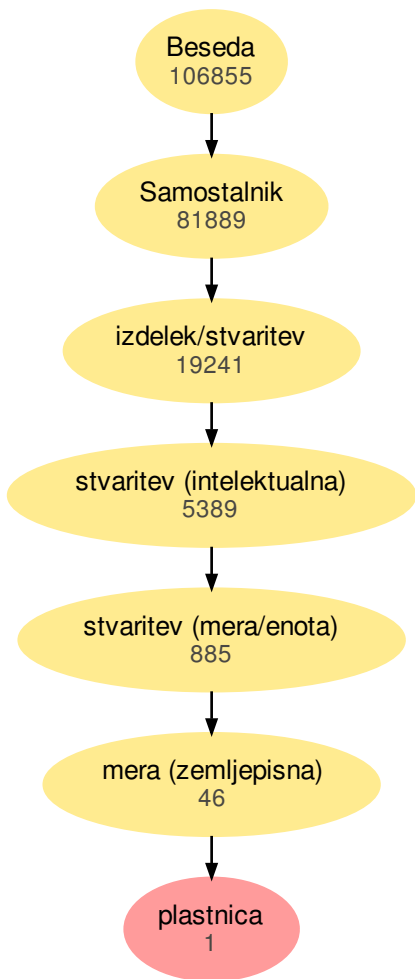 Beseda
106855
Samostalnik
81889
izdelek/stvaritev
19241
stvaritev (intelektualna)
5389
stvaritev (mera/enota)
885
mera (zemljepisna)
46
plastnica
1